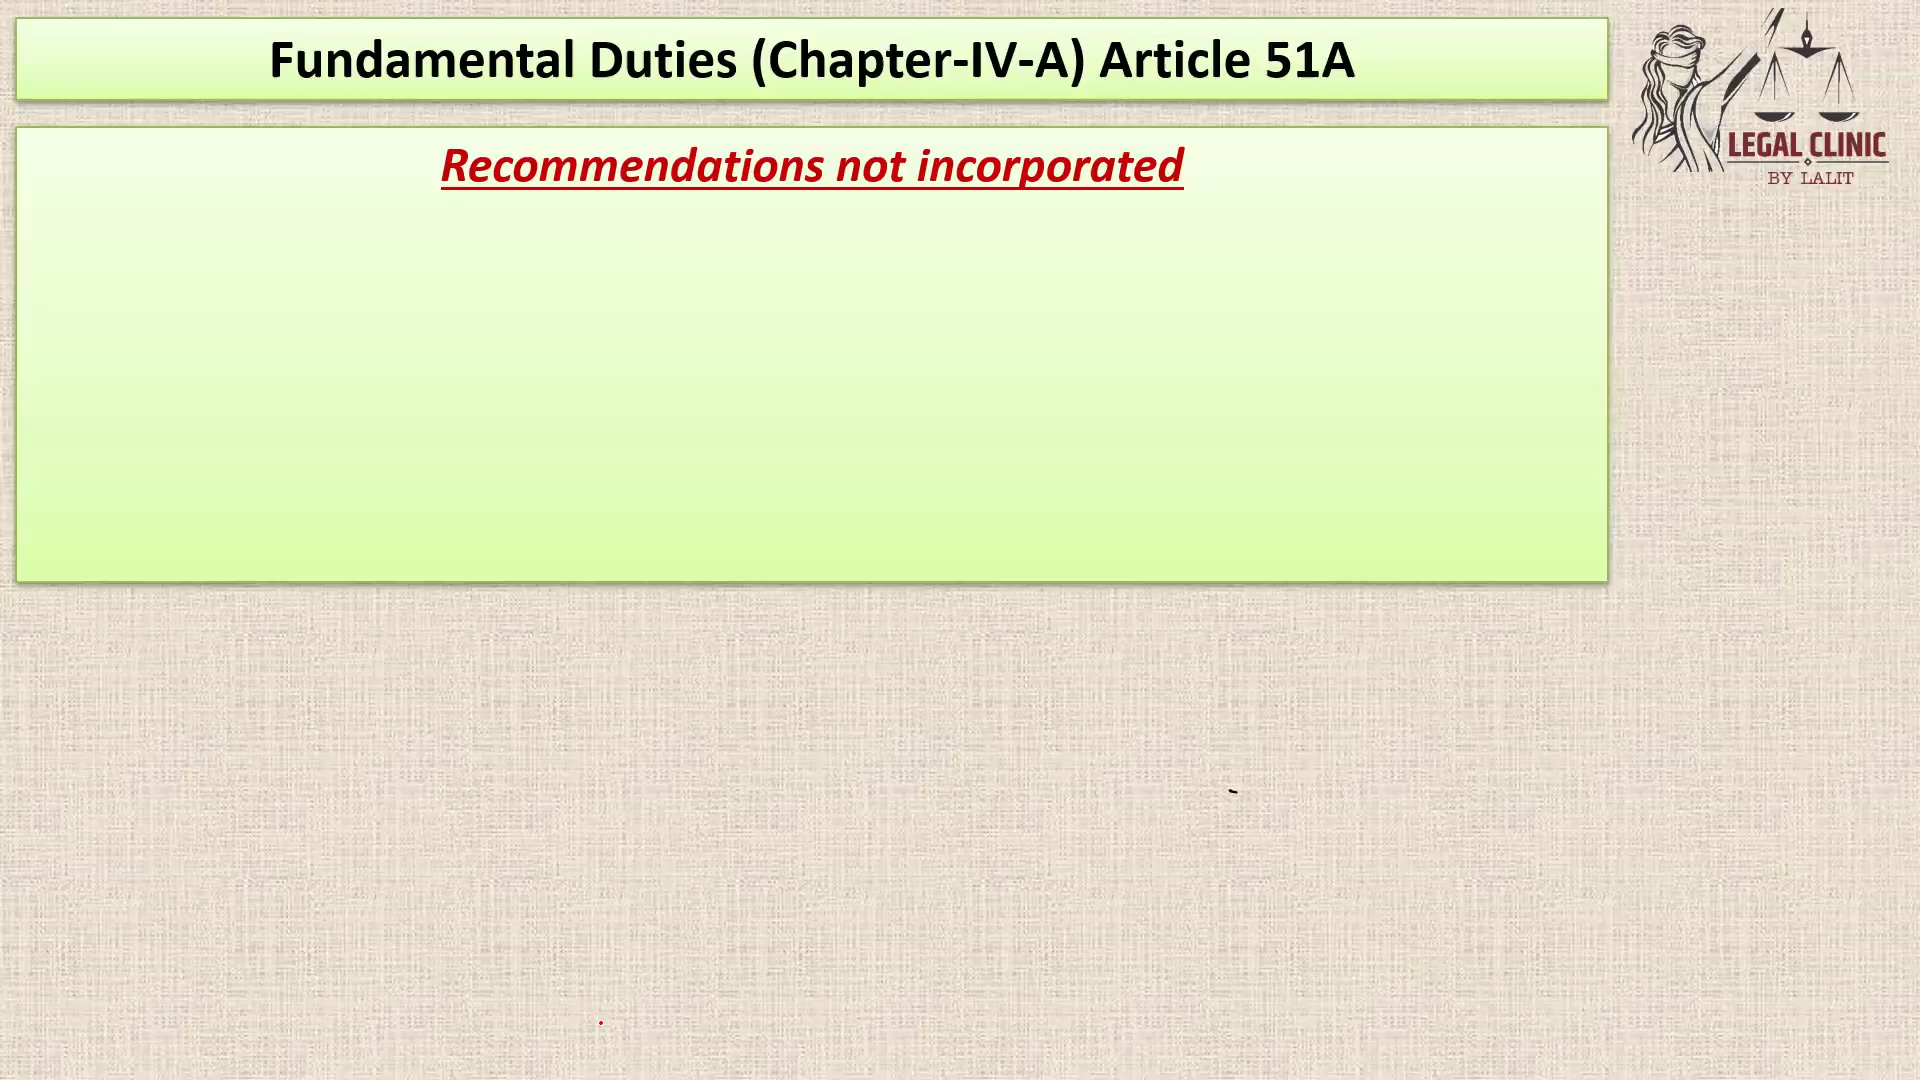 Fundamental Duties (Chapter-IV-A) Article 51A
Recommendations not incorporated
LEGAL CLINIC
BY LALIT